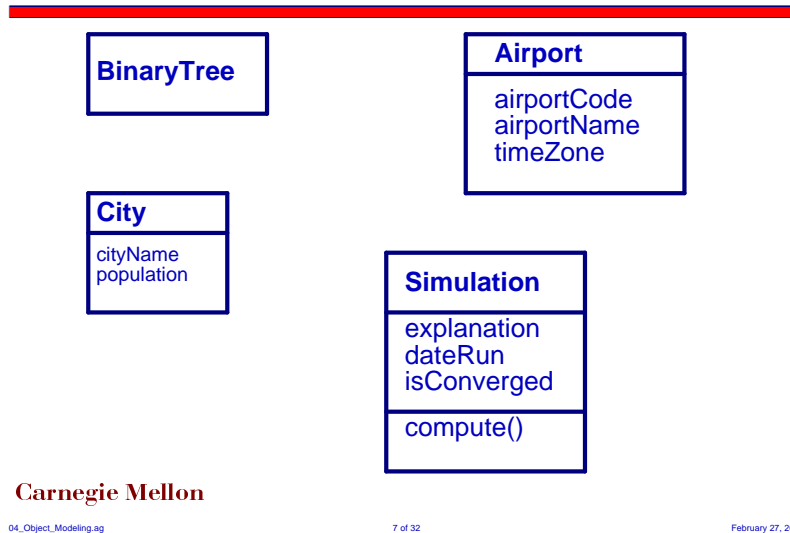 BinaryTree
Airport
airportCode
airportName
timeZone
City
cityName
population
Simulation
explanation
dateRun
isConverged
compute()
Carnegie Mellon
04_Object_Modeling.ag
7 of 32
February 27, 2